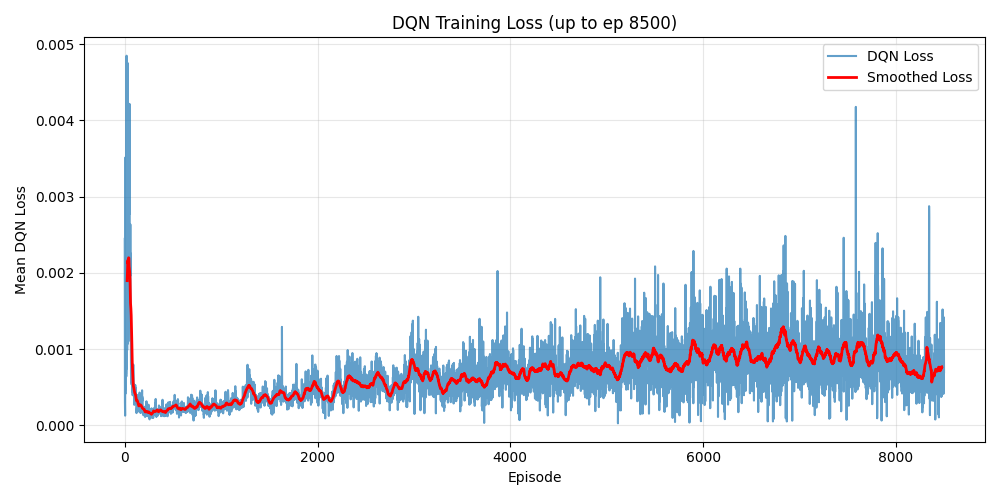 DQN Training Loss (up to ep 8500)
DQN Loss
Smoothed Loss
Mean DQN Loss
0.005
0.004
0.003
0.002
0.001
0.000
0 2000 4000 6000 8000
Episode